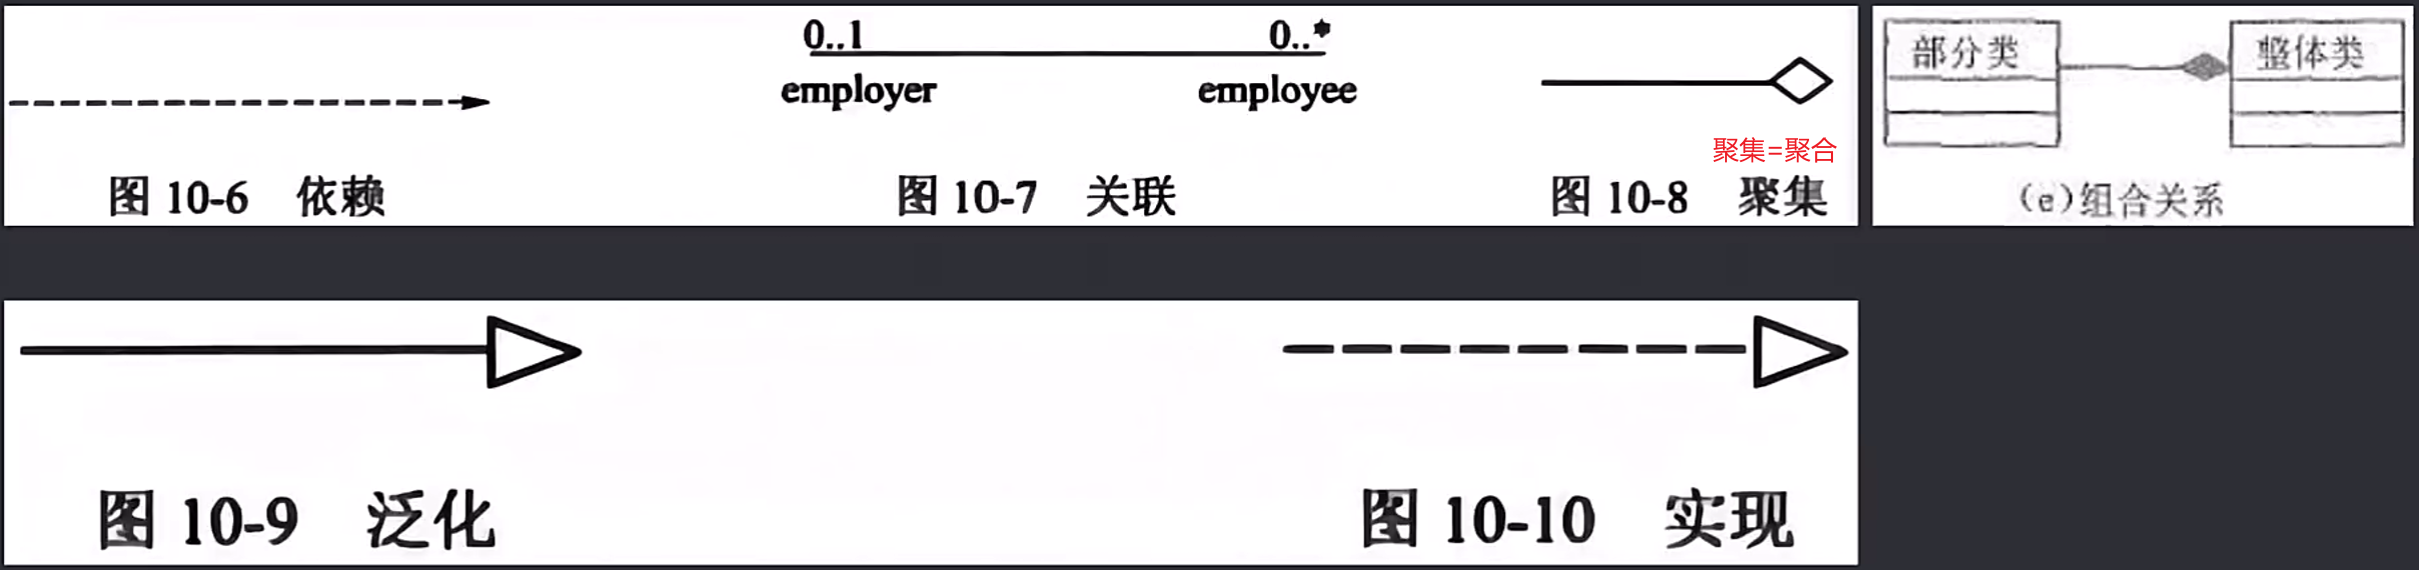 0..1
0..*
employer
employee
聚集=聚合
图 10-6 依赖
图 10-7 关联
图 10-8 聚集
部分类
整体类
(e)组合关系
图 10-9 泛化
图 10-10 实现